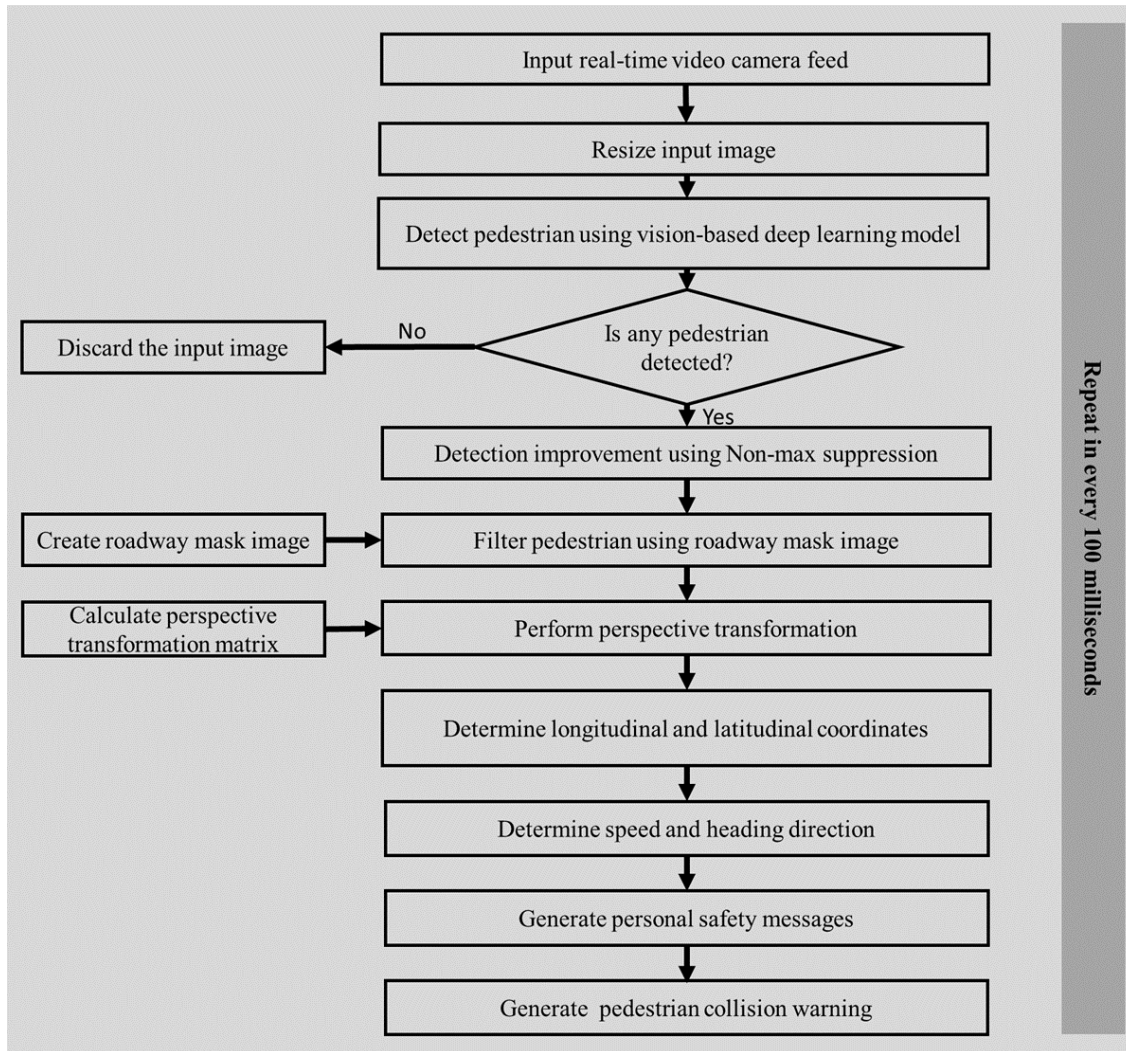 Input real-time video camera feed
Resize input image
Detect pedestrian using vision-based deep learning model
Is any pedestrian
detected?
No
Discard the input image
Yes
Detection improvement using Non-max suppression
Create roadway mask image
Filter pedestrian using roadway mask image
Calculate perspective
transformation matrix
Perform perspective transformation
Determine longitudinal and latitudinal coordinates
Determine speed and heading direction
Generate personal safety messages
Generate pedestrian collision warning
Repeat in every 100 milliseconds